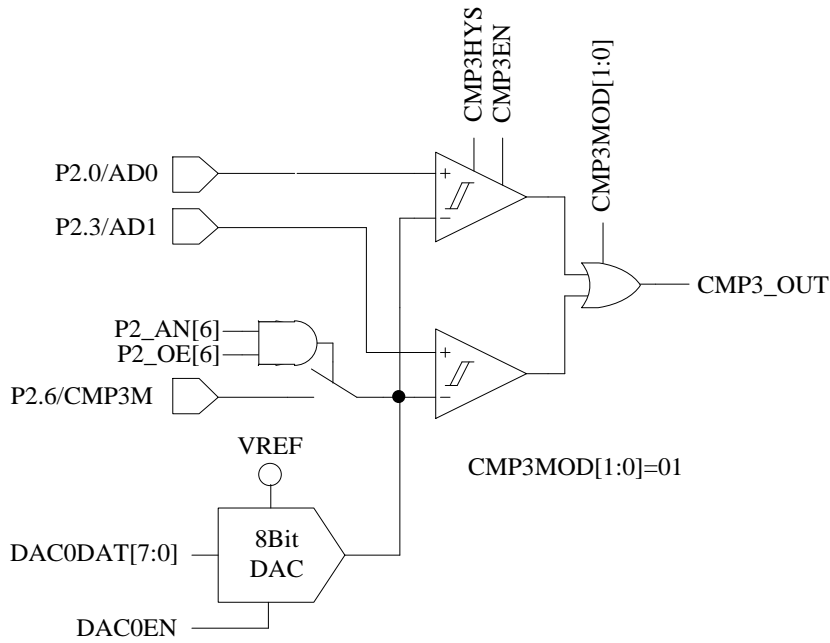 CMP3HYS
CMP3EN
CMP3MOD[1:0]
P2.0/AD0
+
−
P2.3/AD1
CMP3_OUT
P2_AN[6]
P2_OE[6]
+
−
P2.6/CMP3M
VREF
CMP3MOD[1:0]=01
DAC0DAT[7:0]
8Bit
DAC
DAC0EN